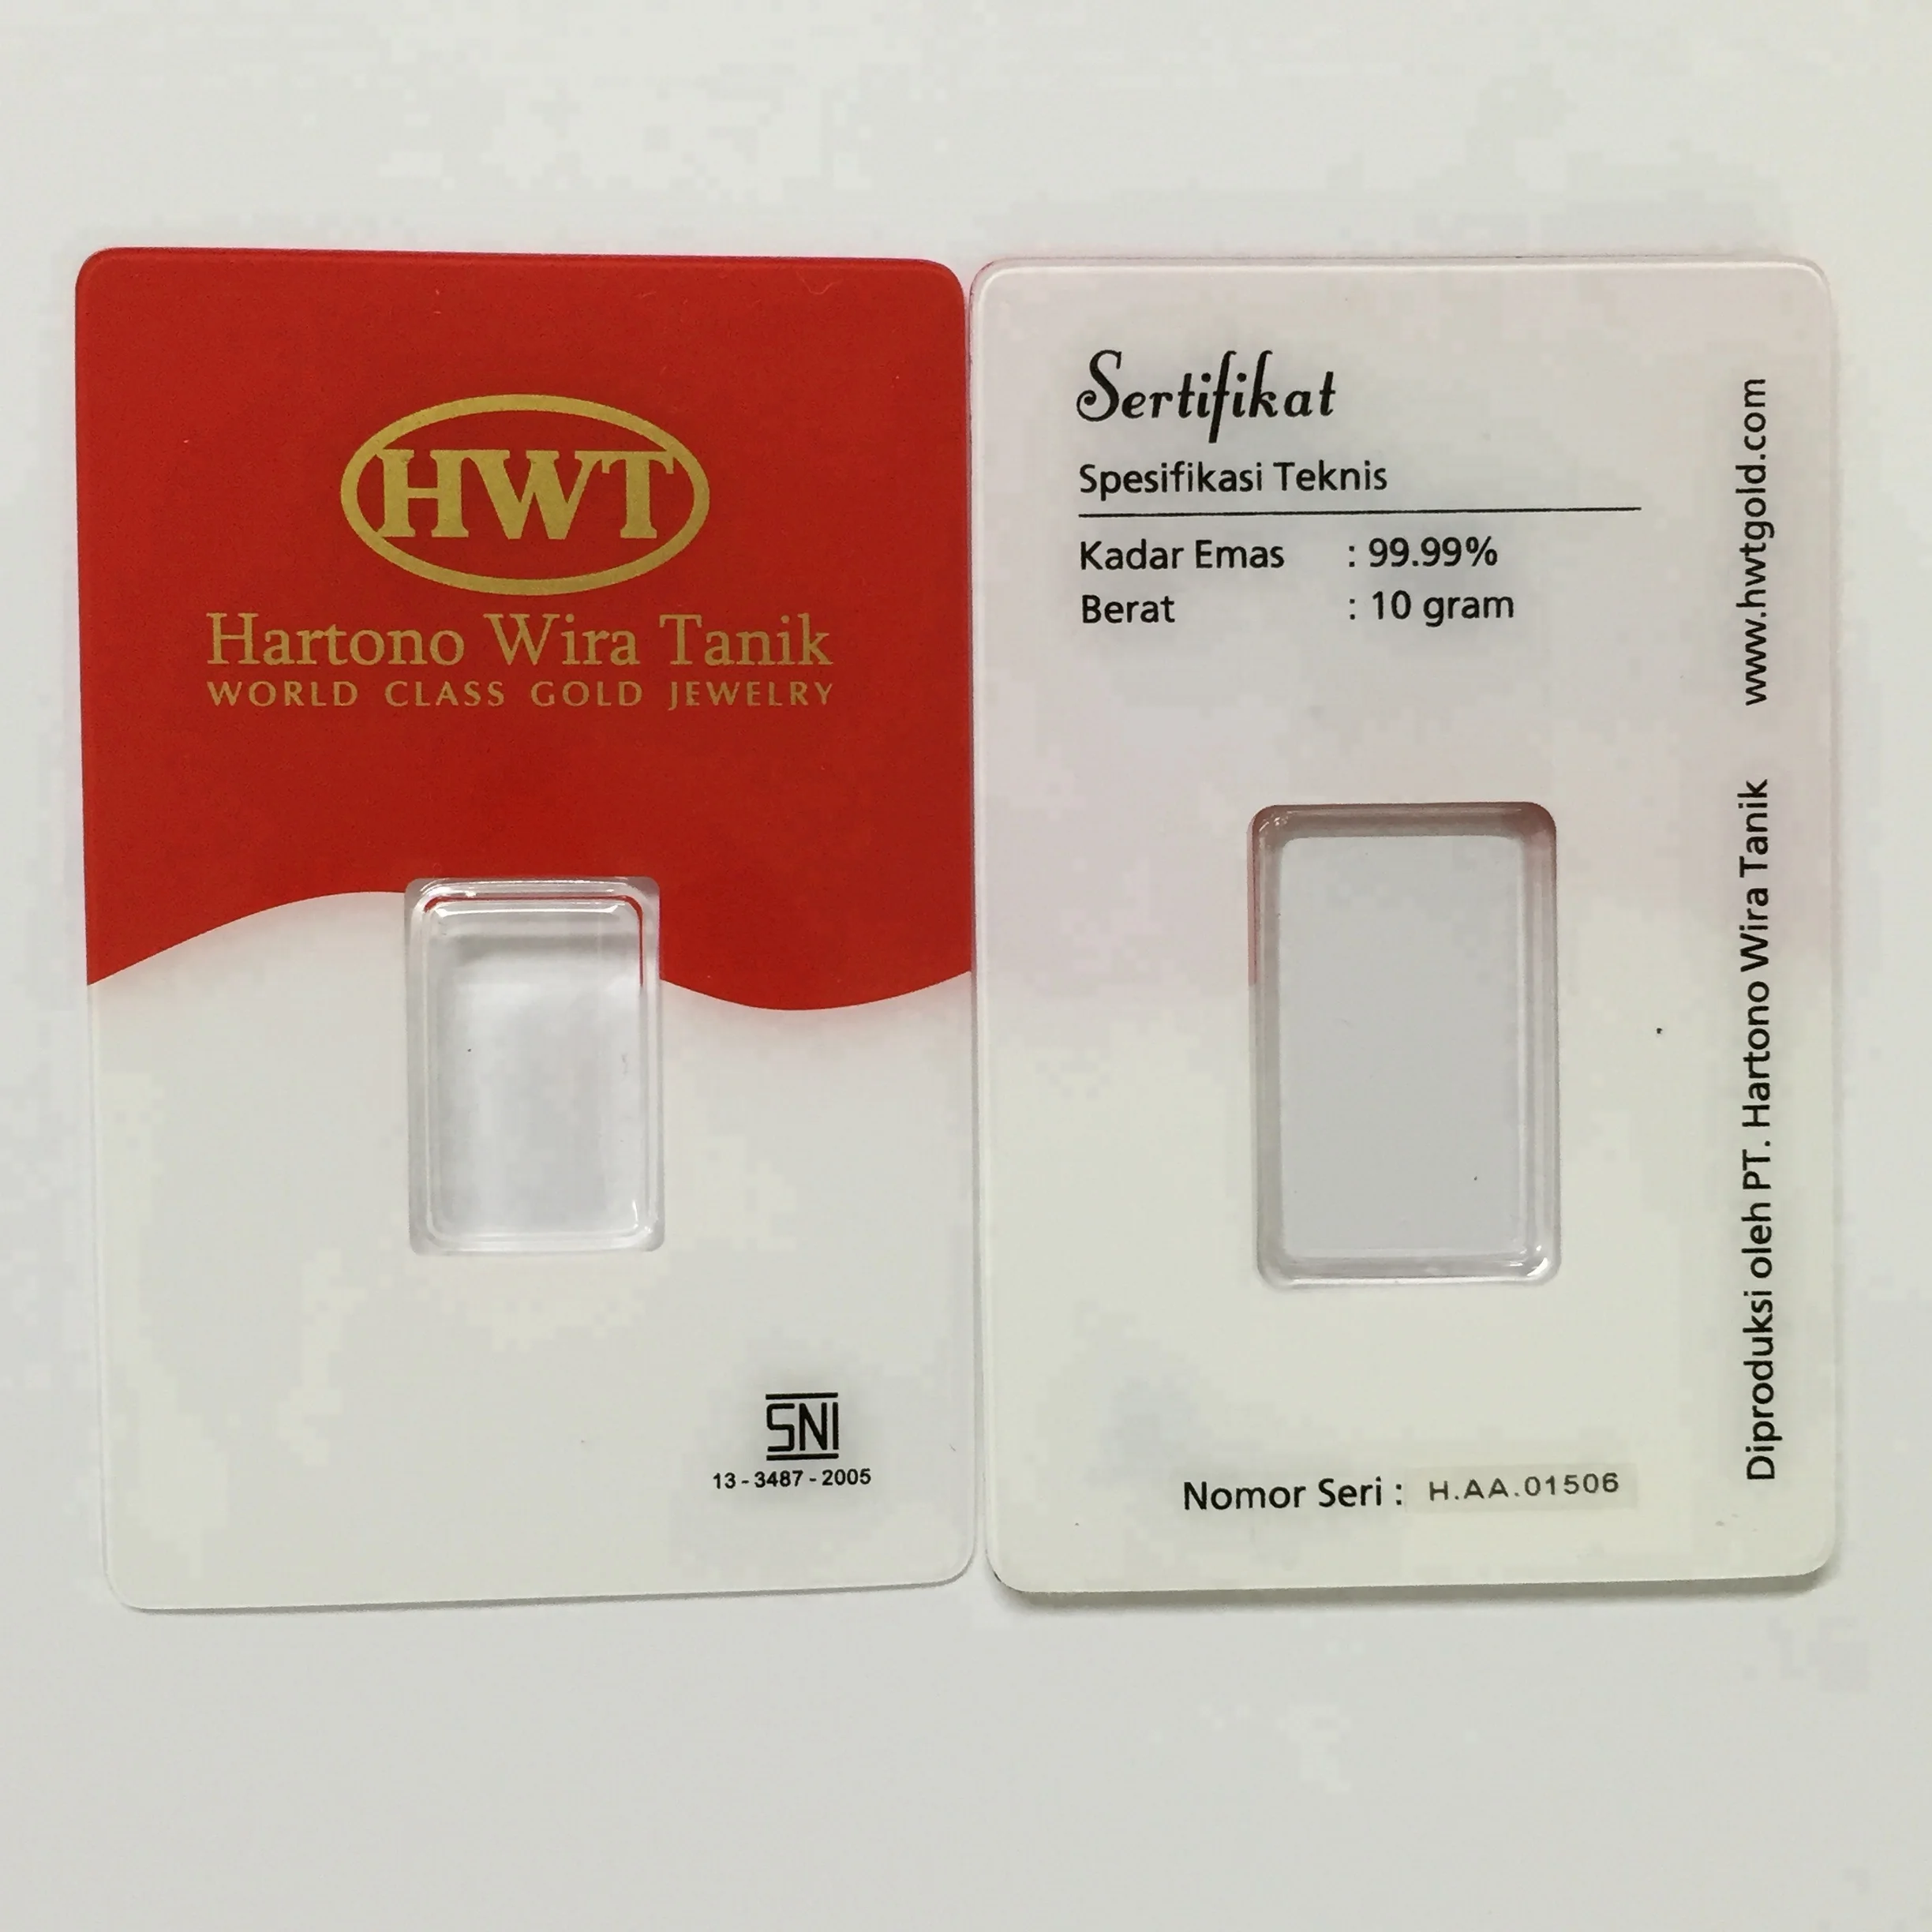 HWT
Hartono Wira Tanik
WORLD CLASS GOLD JEWELRY
SNI
13 - 3487 - 2005
Sertifikat
Spesifikasi Teknis
Kadar Emas : 99.99%
Berat : 10 gram
Nomor Seri : H.AA.01506
Diproduksi oleh PT. Hartono Wira Tanik www.hwtgold.com